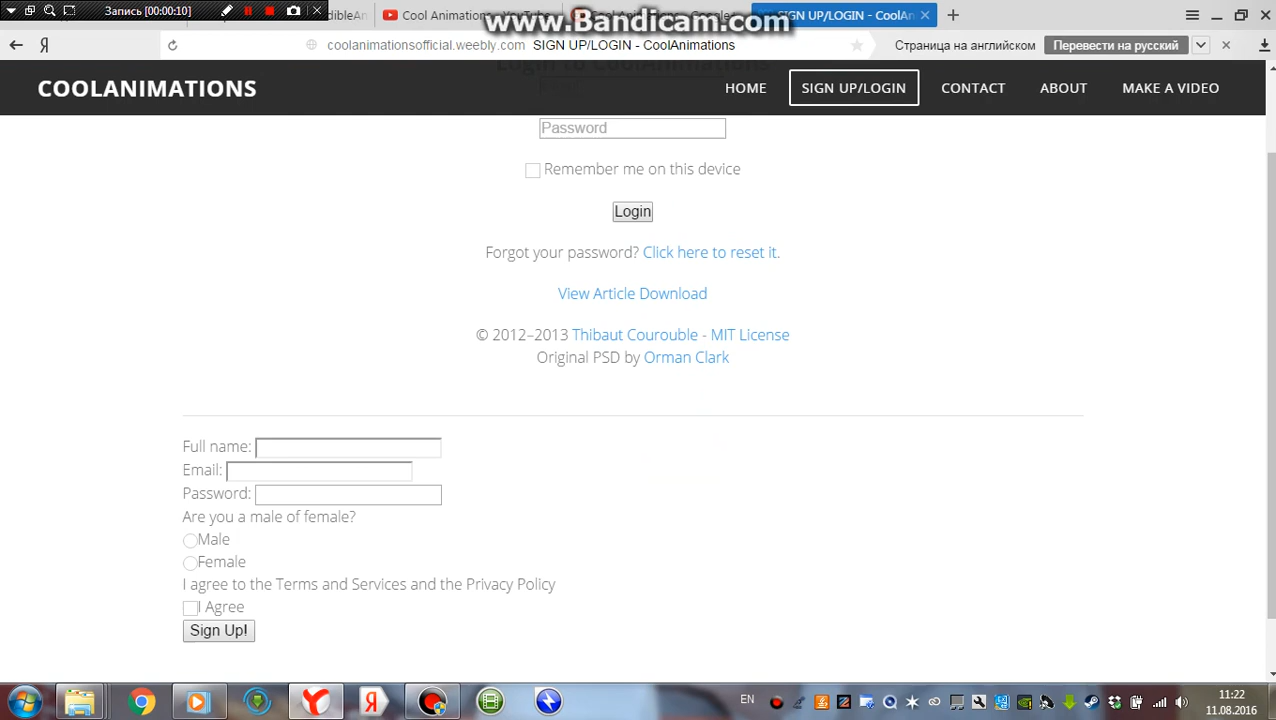 Запись [00:00:10]
Cool Animations - YouTube
SIGN UP/LOGIN - CoolAn
www.Bandicam.com
coolanimationsofficial.weebly.com SIGN UP/LOGIN - CoolAnimations
Страница на английском
Перевести на русский
COOLANIMATIONS
HOME
SIGN UP/LOGIN
CONTACT
ABOUT
MAKE A VIDEO
Password
Remember me on this device
Login
Forgot your password? Click here to reset it.
View Article Download
© 2012–2013 Thibaut Courouble - MIT License
Original PSD by Orman Clark
Full name:
Email:
Password:
Are you a male of female?
Male
Female
I agree to the Terms and Services and the Privacy Policy
I Agree
Sign Up!
EN
11:22
11.08.2016